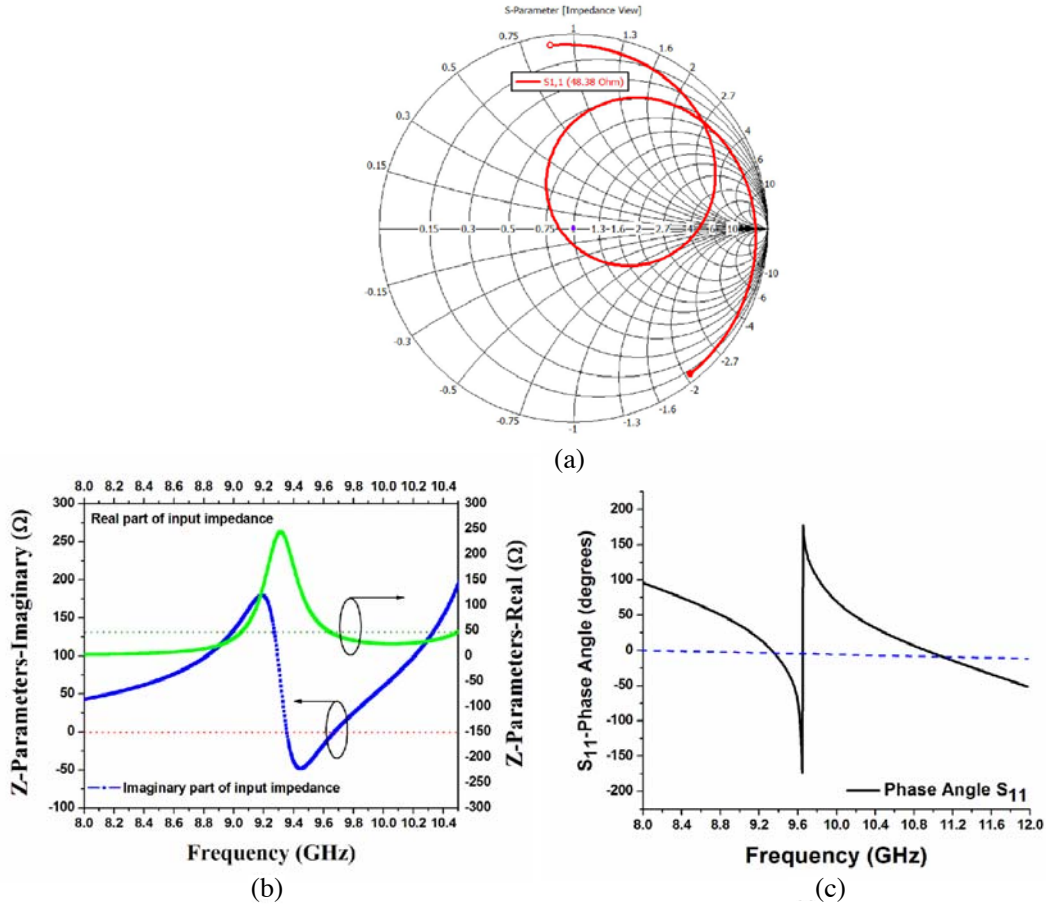 S-Parameter [Impedance View]
0.75 1 1.3 1.6 2 2.7 4 6 10
0.5
0.3
0.15
S1,1 (48.38 Ohm)
0.15 0.3 0.5 0.75 1.3 1.6 2 2.7 4 6 10
-0.15
-0.3
-0.5
-0.75 -1 -1.3 -1.6 -2 -2.7 -4 -6 -10
(a)
8.0 8.2 8.4 8.6 8.8 9.0 9.2 9.4 9.6 9.8 10.0 10.2 10.4
300 250 200 150 100 50 0 -50 -100
Z-Parameters-Imaginary (Ω)
Real part of input impedance
Imaginary part of input impedance
300 250 200 150 100 50 0 -50 -100 -150 -200 -250 -300
Z-Parameters-Real (Ω)
8.0 8.2 8.4 8.6 8.8 9.0 9.2 9.4 9.6 9.8 10.0 10.2 10.4
Frequency (GHz)
(b)
200 150 100 50 0 -50 -100 -150 -200
S11-Phase Angle (degrees)
Phase Angle S11
8.0 8.4 8.8 9.2 9.6 10.0 10.4 10.8 11.2 11.6 12.0
Frequency (GHz)
(c)